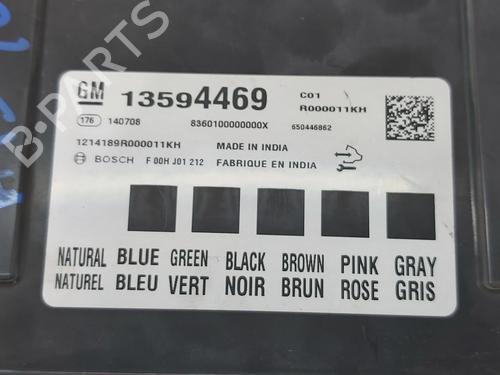 GM 13594469 C01
R000011KH
176 140708 8360100000000X 650446862
1214189R000011KH MADE IN INDIA
BOSCH F 00H J01 212 FABRIQUE EN INDIA
NATURAL BLUE GREEN BLACK BROWN PINK GRAY
NATUREL BLEU VERT NOIR BRUN ROSE GRIS
B-PARTS